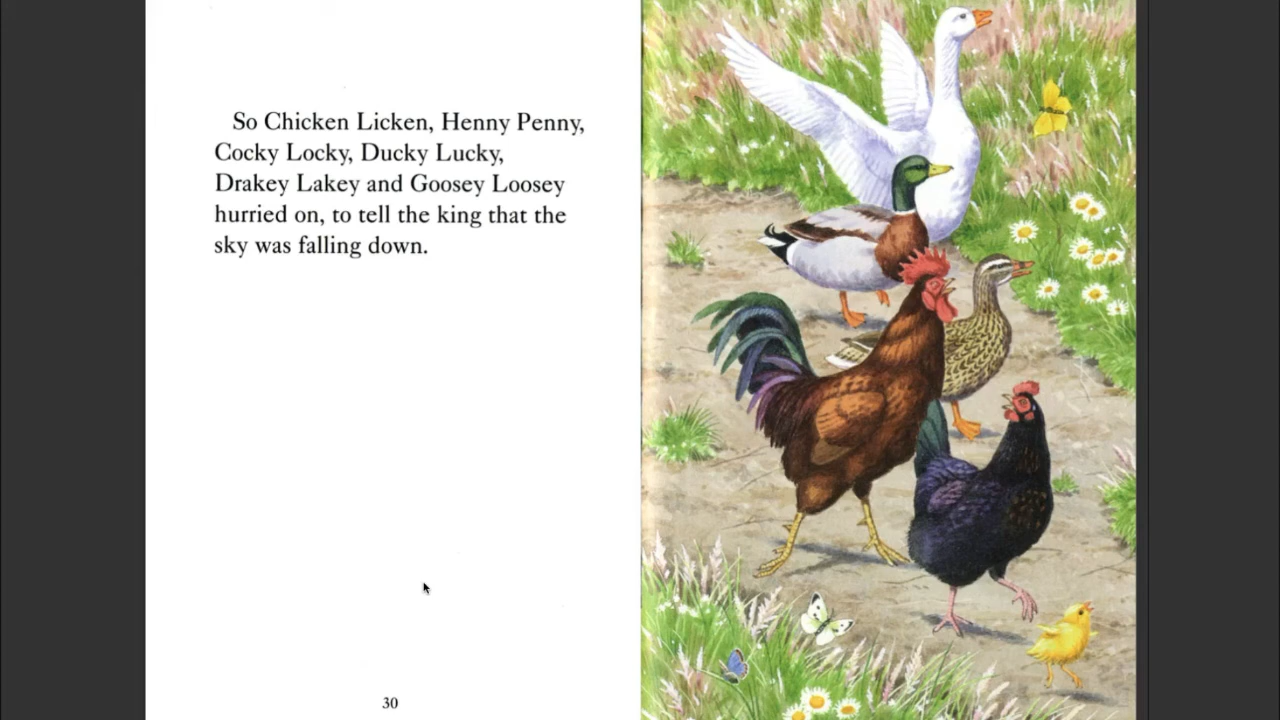 So Chicken Licken, Henny Penny,
Cocky Locky, Ducky Lucky,
Drakey Lakey and Goosey Loosey
hurried on, to tell the king that the
sky was falling down.
30